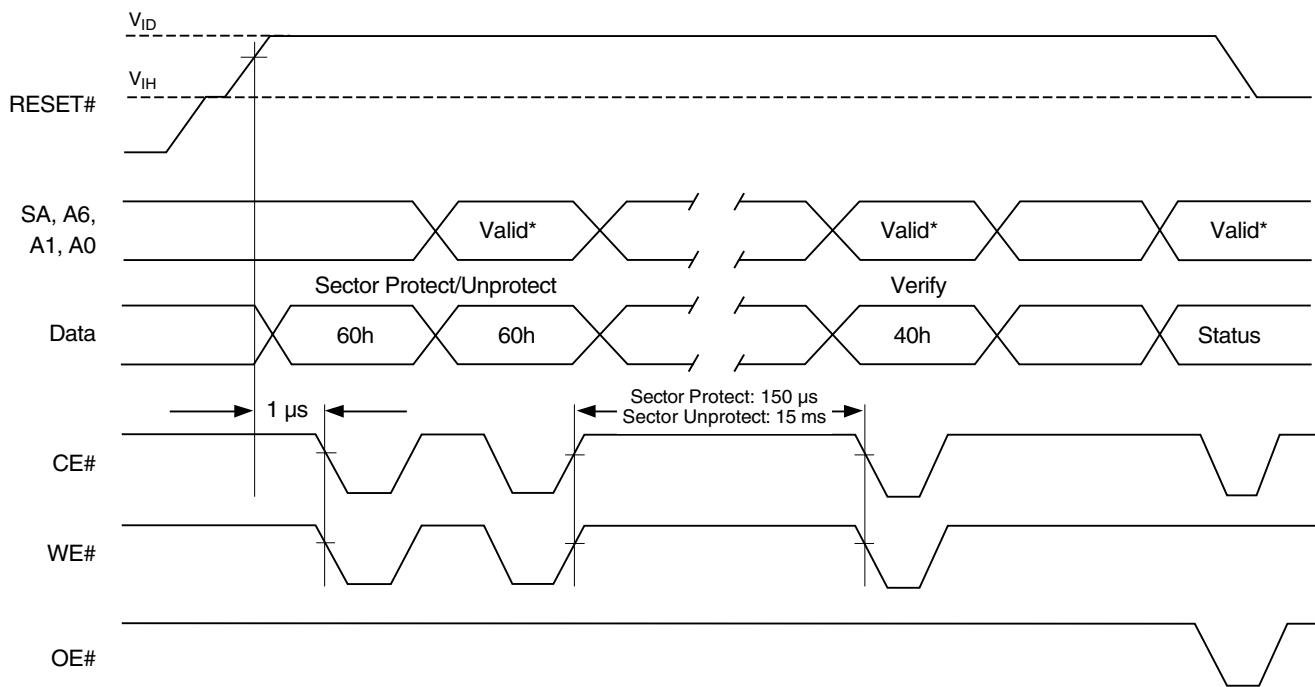 VID
VIH
RESET#
SA, A6,
A1, A0
Valid*
Valid*
Valid*
Sector Protect/Unprotect
Verify
Data
60h
60h
40h
Status
1 µs
Sector Protect: 150 µs
Sector Unprotect: 15 ms
CE#
WE#
OE#